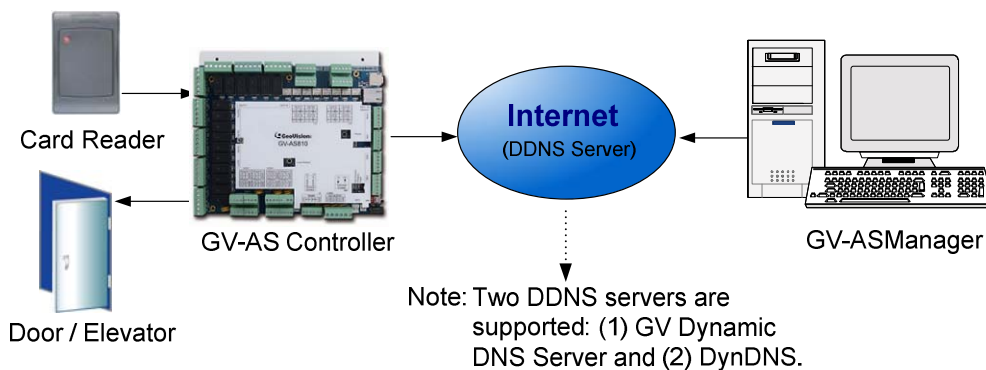 Card Reader
GeoVision
GV-AS810
GV-AS Controller
Door / Elevator
Internet
(DDNS Server)
GV-ASManager
Note: Two DDNS servers are
supported: (1) GV Dynamic
DNS Server and (2) DynDNS.